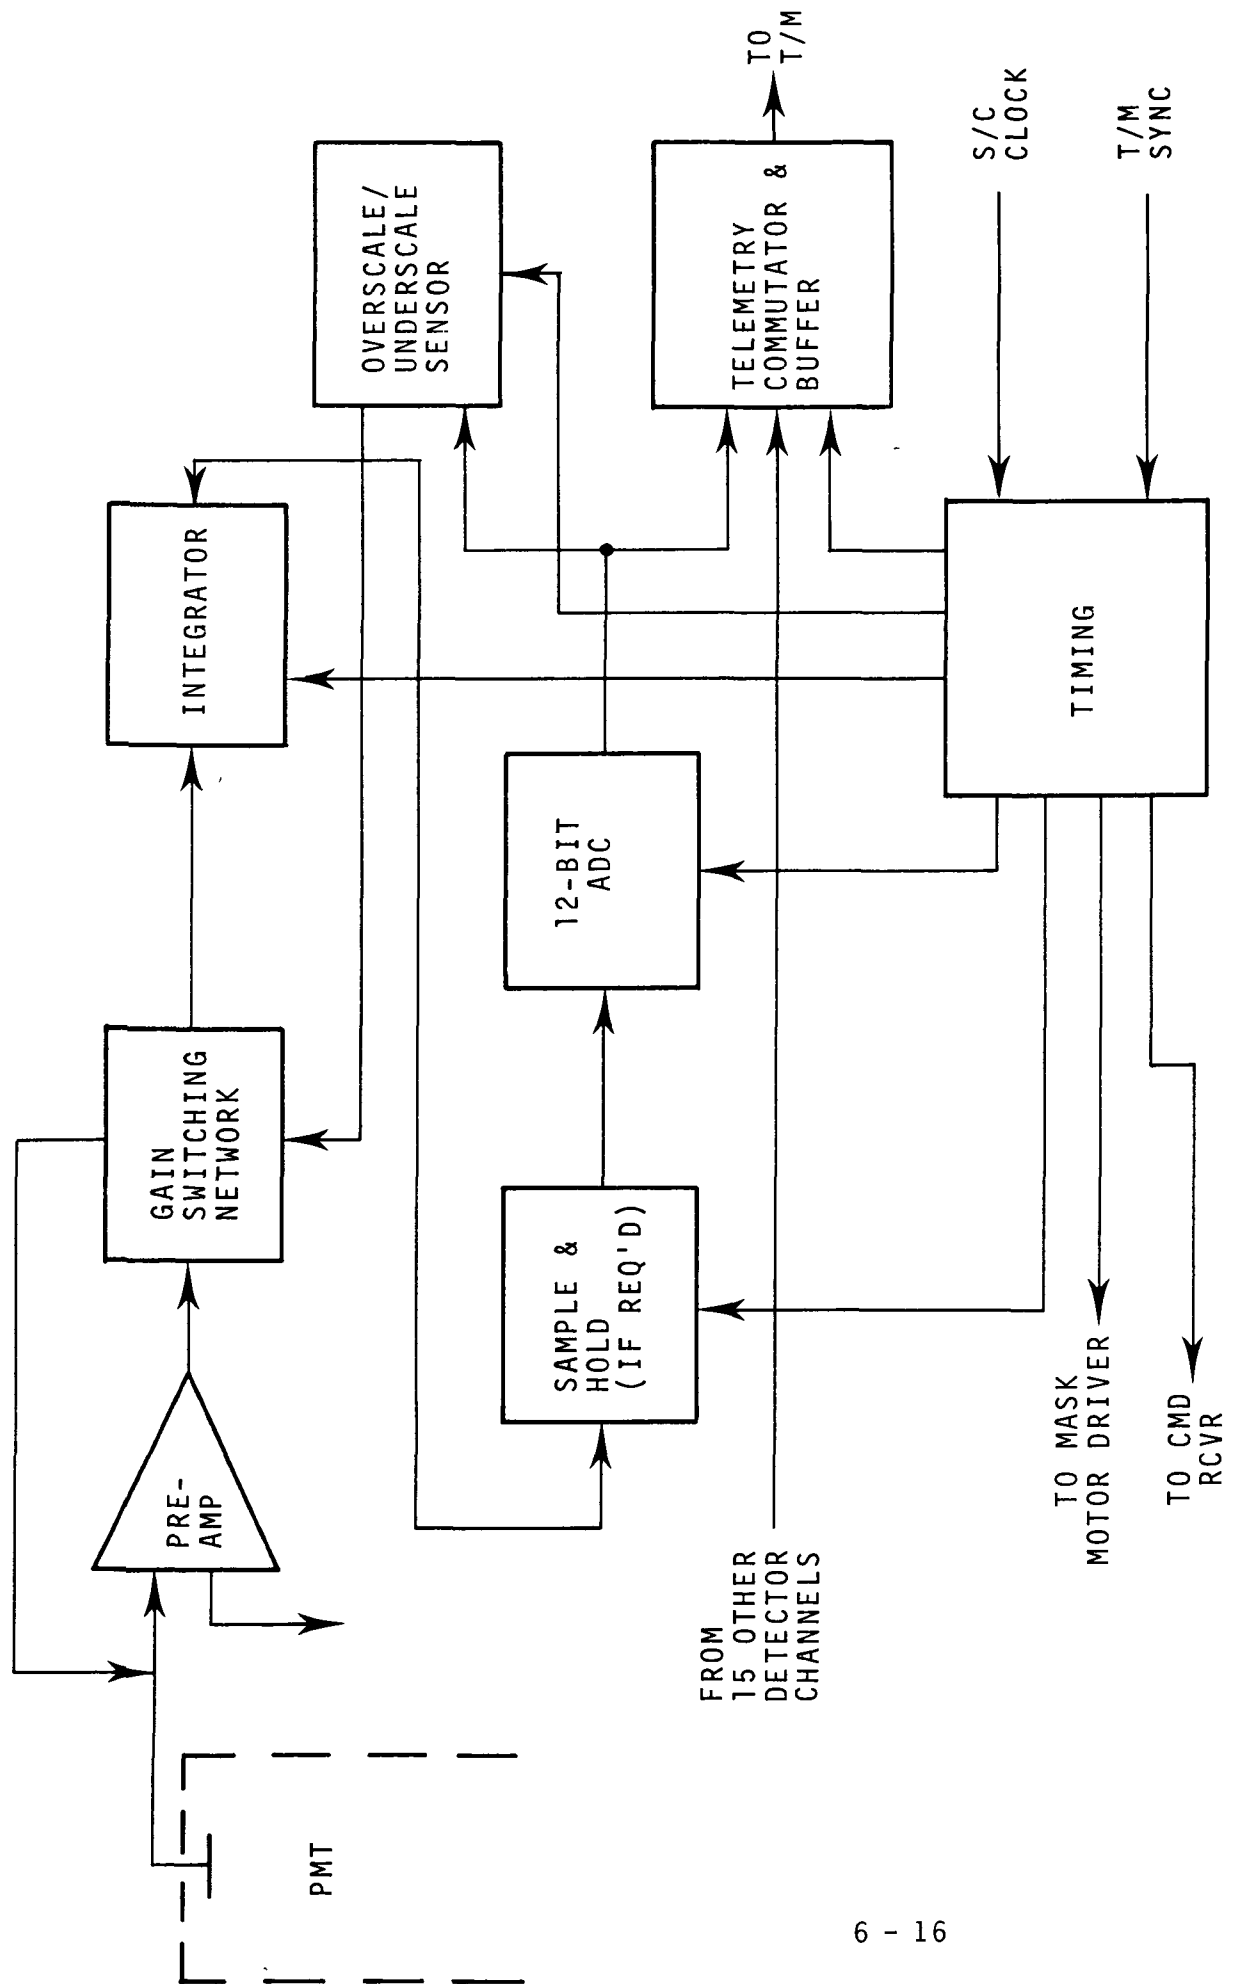 PMT
PRE-
AMP
GAIN
SWITCHING
NETWORK
INTEGRATOR
OVERSCALE/
UNDERSCALE
SENSOR
SAMPLE &
HOLD
(IF REQ'D)
12-BIT
ADC
FROM
15 OTHER
DETECTOR
CHANNELS
TELEMETRY
COMMUTATOR &
BUFFER
TO
T/M
TO MASK
MOTOR DRIVER
TO CMD
RCVR
TIMING
S/C
CLOCK
T/M
SYNC
6 - 16